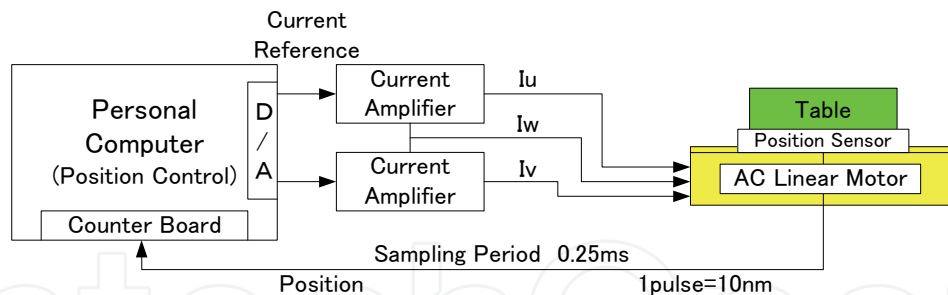 Current
Reference
Personal
Computer
(Position Control)
D
/
A
Counter Board
Current
Amplifier
Current
Amplifier
Iu
Iw
Iv
Table
Position Sensor
AC Linear Motor
Sampling Period 0.25ms
Position
1pulse=10nm